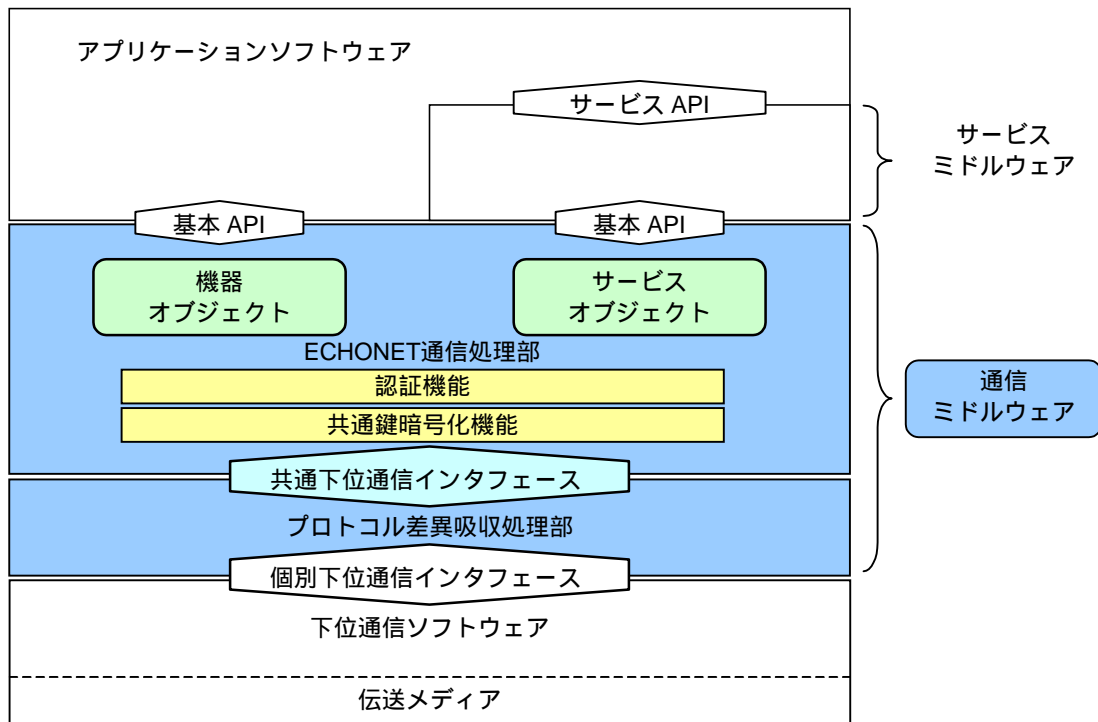 アプリケーションソフトウェア
サービス API
サービス
ミドルウェア
基本 API
基本 API
機器
オブジェクト
サービス
オブジェクト
ECHONET通信処理部
認証機能
共通鍵暗号化機能
通信
ミドルウェア
共通下位通信インタフェース
プロトコル差異吸収処理部
個別下位通信インタフェース
下位通信ソフトウェア
伝送メディア